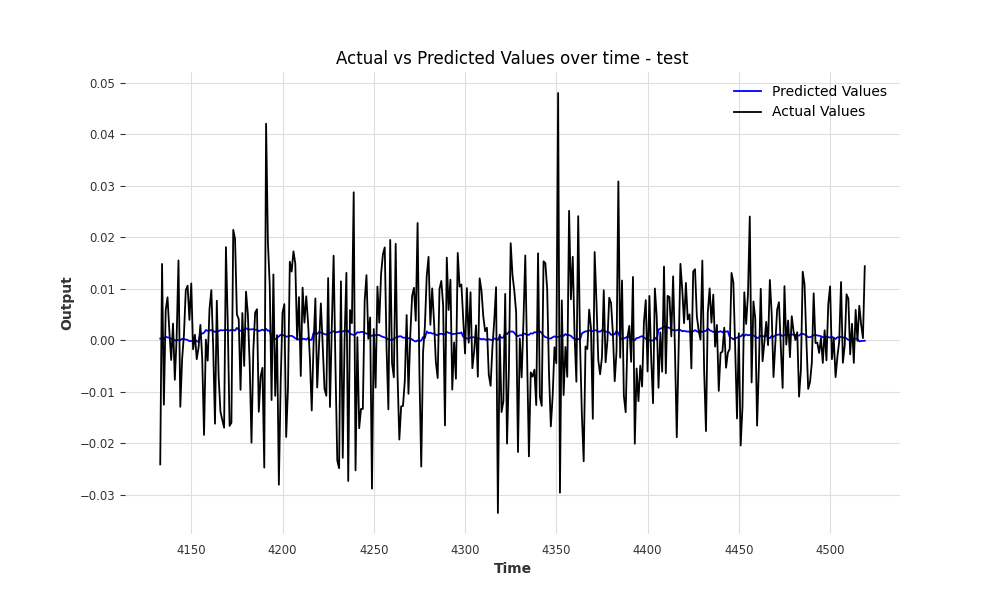 Actual vs Predicted Values over time - test
Predicted Values
Actual Values
0.05
0.04
0.03
0.02
0.01
0.00
−0.01
−0.02
−0.03
Output
4150 4200 4250 4300 4350 4400 4450 4500
Time